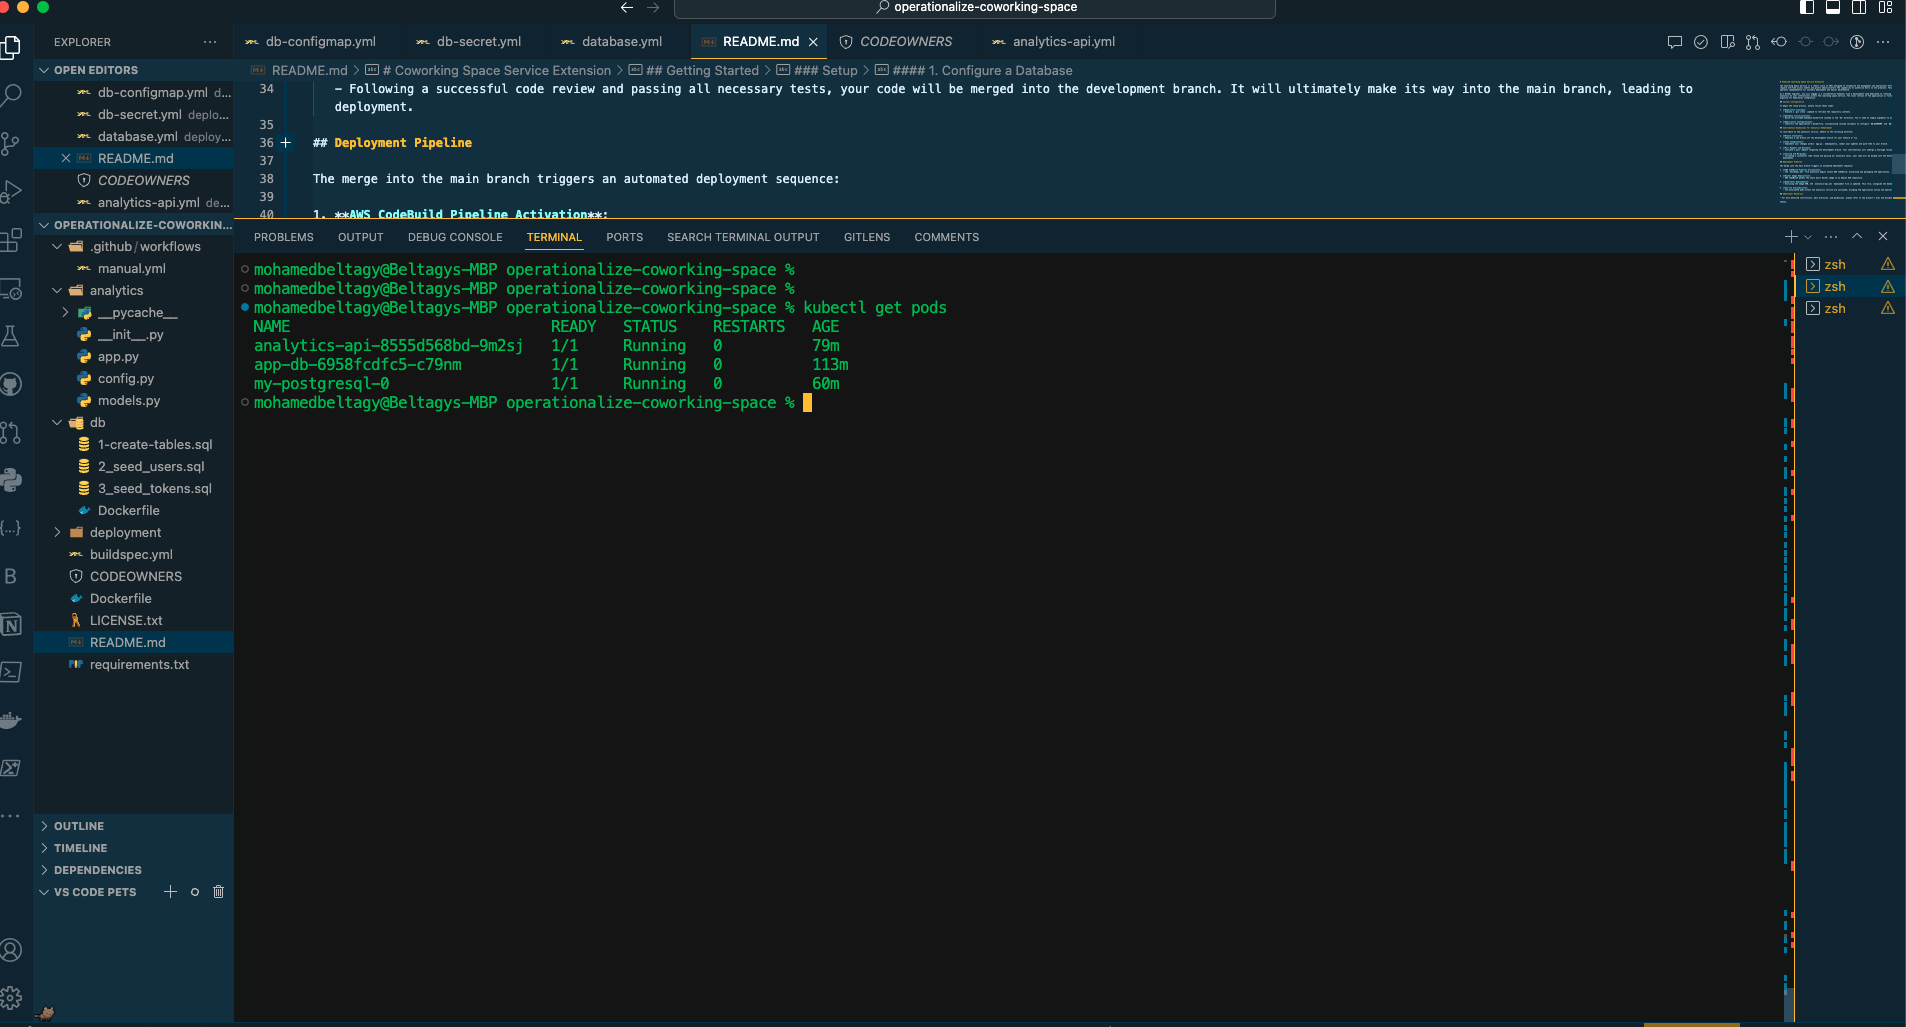 operationalize-coworking-space
EXPLORER
OPEN EDITORS
db-configmap.yml d...
db-secret.yml deplo...
database.yml deploy...
README.md
CODEOWNERS
analytics-api.yml de...
OPERATIONALIZE-COWORKIN...
.github/workflows
manual.yml
analytics
__pycache__
__init__.py
app.py
config.py
models.py
db
1-create-tables.sql
2_seed_users.sql
3_seed_tokens.sql
Dockerfile
deployment
buildspec.yml
CODEOWNERS
Dockerfile
LICENSE.txt
README.md
requirements.txt
OUTLINE
TIMELINE
DEPENDENCIES
VS CODE PETS
db-configmap.yml db-secret.yml database.yml README.md CODEOWNERS analytics-api.yml
README.md > # Coworking Space Service Extension > ## Getting Started > ### Setup > #### 1. Configure a Database
34 - Following a successful code review and passing all necessary tests, your code will be merged into the development branch. It will ultimately make its way into the main branch, leading to
deployment.
35
36 ## Deployment Pipeline
37
38 The merge into the main branch triggers an automated deployment sequence:
39
40 1. **AWS CodeBuild Pipeline Activation**:
PROBLEMS OUTPUT DEBUG CONSOLE TERMINAL PORTS SEARCH TERMINAL OUTPUT GITLENS COMMENTS
mohamedbeltagy@Beltagys-MBP operationalize-coworking-space %
mohamedbeltagy@Beltagys-MBP operationalize-coworking-space %
mohamedbeltagy@Beltagys-MBP operationalize-coworking-space % kubectl get pods
NAME READY STATUS RESTARTS AGE
analytics-api-8555d568bd-9m2sj 1/1 Running 0 79m
app-db-6958fcdfc5-c79nm 1/1 Running 0 113m
my-postgresql-0 1/1 Running 0 60m
mohamedbeltagy@Beltagys-MBP operationalize-coworking-space %
zsh
zsh
zsh